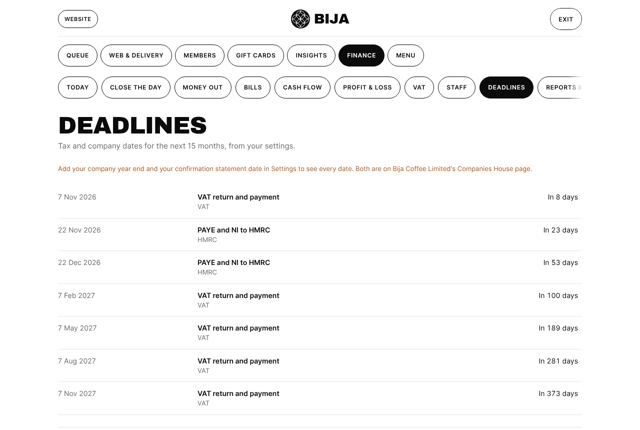 WEBSITE
BIJA
EXIT
QUEUE
WEB & DELIVERY
MEMBERS
GIFT CARDS
INSIGHTS
FINANCE
MENU
TODAY
CLOSE THE DAY
MONEY OUT
BILLS
CASH FLOW
PROFIT & LOSS
VAT
STAFF
DEADLINES
REPORTS
DEADLINES
Tax and company dates for the next 15 months, from your settings.
Add your company year end and your confirmation statement date in Settings to see every date. Both are on Bija Coffee Limited's Companies House page.
7 Nov 2026 VAT return and payment In 8 days
VAT
22 Nov 2026 PAYE and NI to HMRC In 23 days
HMRC
22 Dec 2026 PAYE and NI to HMRC In 53 days
HMRC
7 Feb 2027 VAT return and payment In 100 days
VAT
7 May 2027 VAT return and payment In 189 days
VAT
7 Aug 2027 VAT return and payment In 281 days
VAT
7 Nov 2027 VAT return and payment In 373 days
VAT